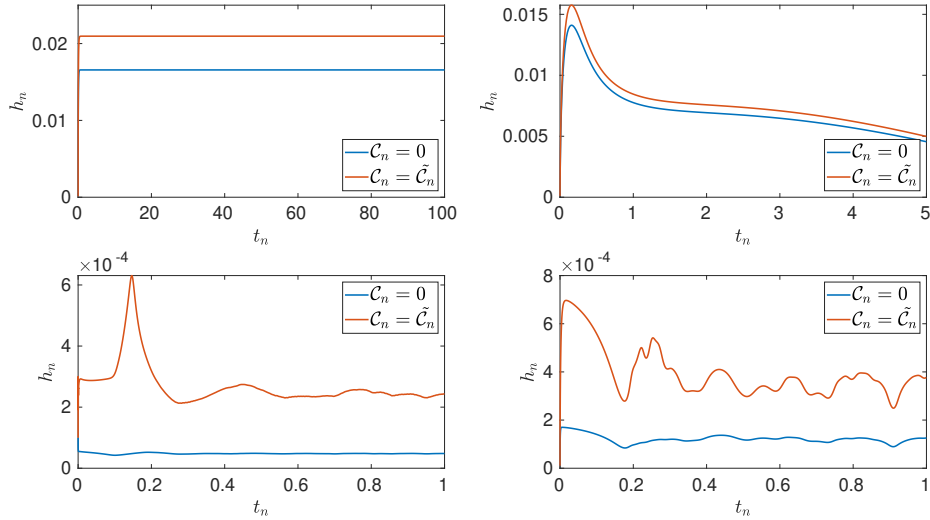 0.02
0.01
0
h_n
0 20 40 60 80 100
t_n
C_n = 0
C_n = C̃_n
0.015
0.01
0.005
0
h_n
0 1 2 3 4 5
t_n
C_n = 0
C_n = C̃_n
×10^-4
6
4
2
0
h_n
0 0.2 0.4 0.6 0.8 1
t_n
C_n = 0
C_n = C̃_n
×10^-4
8
6
4
2
0
h_n
0 0.2 0.4 0.6 0.8 1
t_n
C_n = 0
C_n = C̃_n